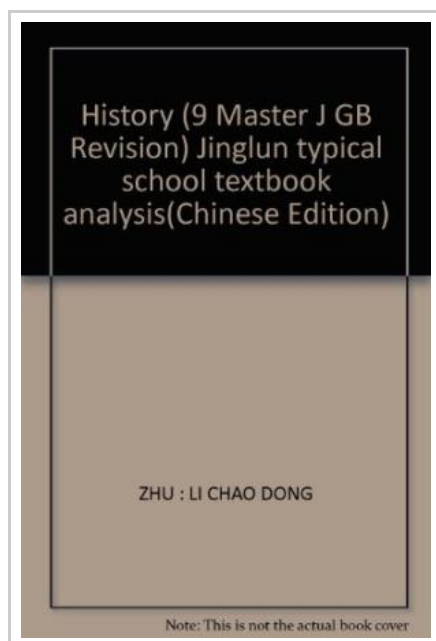 History (9 Master J GB
Revision) Jinglun typical
school textbook
analysis(Chinese Edition)
ZHU : LI CHAO DONG
Note: This is not the actual book cover